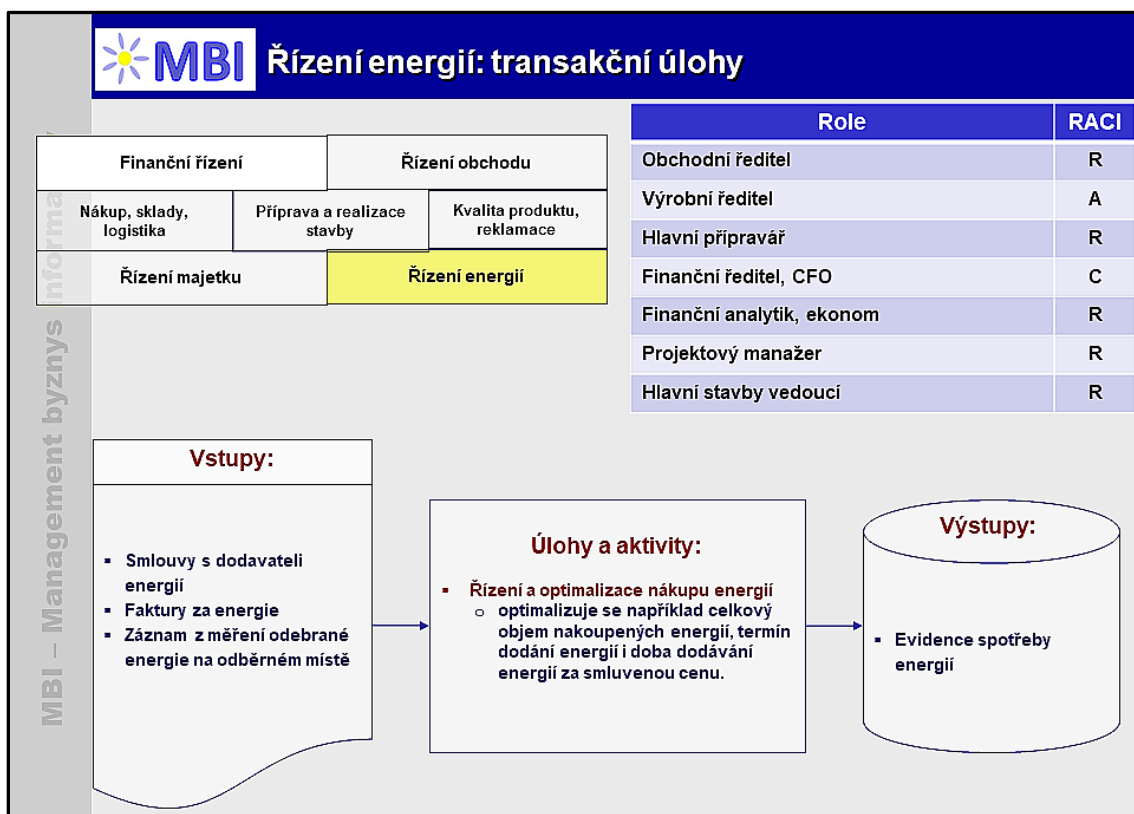 MBI
Řízení energií: transakční úlohy
Role
RACI
Obchodní ředitel
R
Výrobní ředitel
A
Hlavní přípravář
R
Finanční ředitel, CFO
C
Finanční analytik, ekonom
R
Projektový manažer
R
Hlavní stavby vedoucí
R
Finanční řízení
Řízení obchodu
Nákup, sklady,
logistika
Příprava a realizace
stavby
Kvalita produktu,
reklamace
Řízení majetku
Řízení energií
MBI – Management byznys informa
Vstupy:
▪ Smlouvy s dodavateli
energií
▪ Faktury za energie
▪ Záznam z měření odebrané
energie na odběrném místě
Úlohy a aktivity:
▪ Řízení a optimalizace nákupu energií
o optimalizuje se například celkový
objem nakoupených energií, termín
dodání energií i doba dodávání
energií za smluvenou cenu.
Výstupy:
▪ Evidence spotřeby
energií